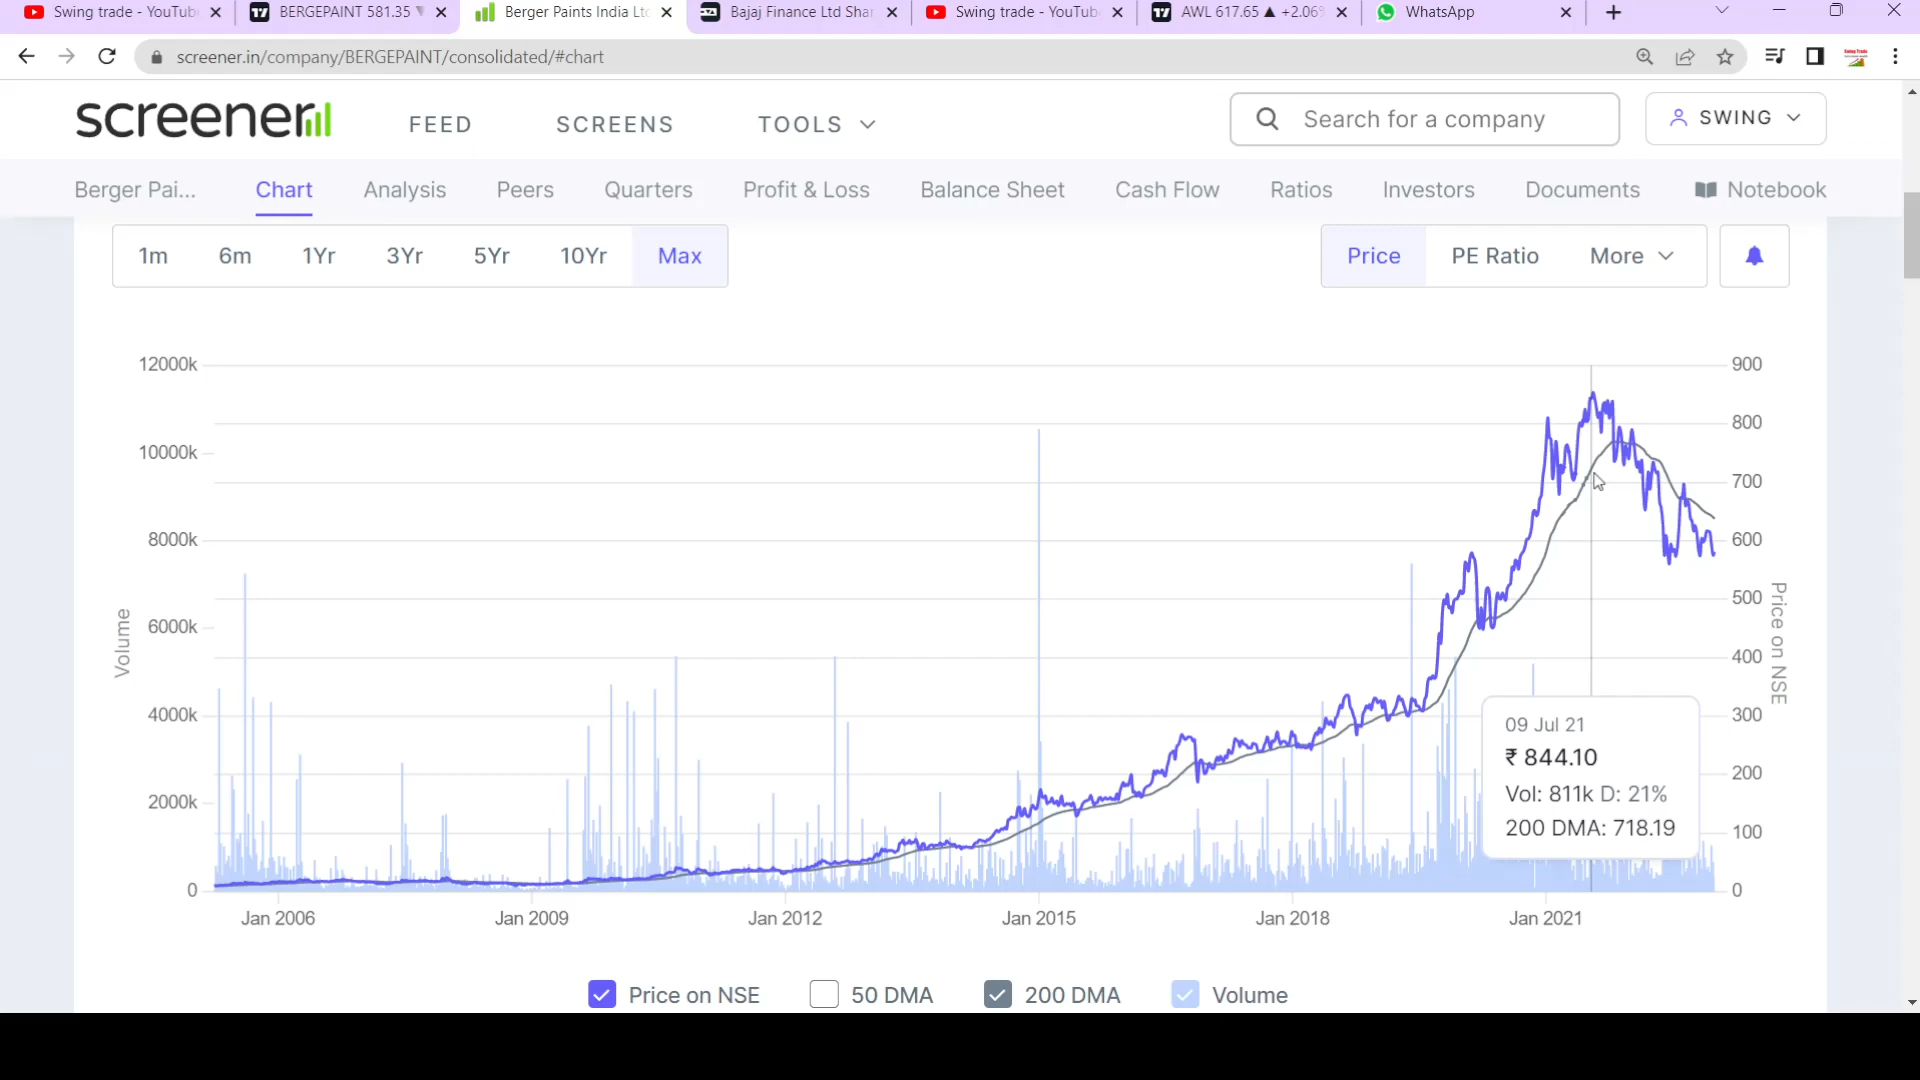 Swing trade - YouTub
BERGEPAINT 581.35 ▼
Berger Paints India Ltd
Bajaj Finance Ltd Shar
Swing trade - YouTub
AWL 617.65 ▲ +2.06%
WhatsApp
screener.in/company/BERGEPAINT/consolidated/#chart
screener
FEED
SCREENS
TOOLS
Search for a company
SWING
Berger Pai...
Chart
Analysis
Peers
Quarters
Profit & Loss
Balance Sheet
Cash Flow
Ratios
Investors
Documents
Notebook
1m
6m
1Yr
3Yr
5Yr
10Yr
Max
Price
PE Ratio
More
12000k
10000k
8000k
6000k
4000k
2000k
0
Volume
900
800
700
600
500
400
300
200
100
0
Price on NSE
09 Jul 21
₹ 844.10
Vol: 811k D: 21%
200 DMA: 718.19
Jan 2006
Jan 2009
Jan 2012
Jan 2015
Jan 2018
Jan 2021
Price on NSE
50 DMA
200 DMA
Volume